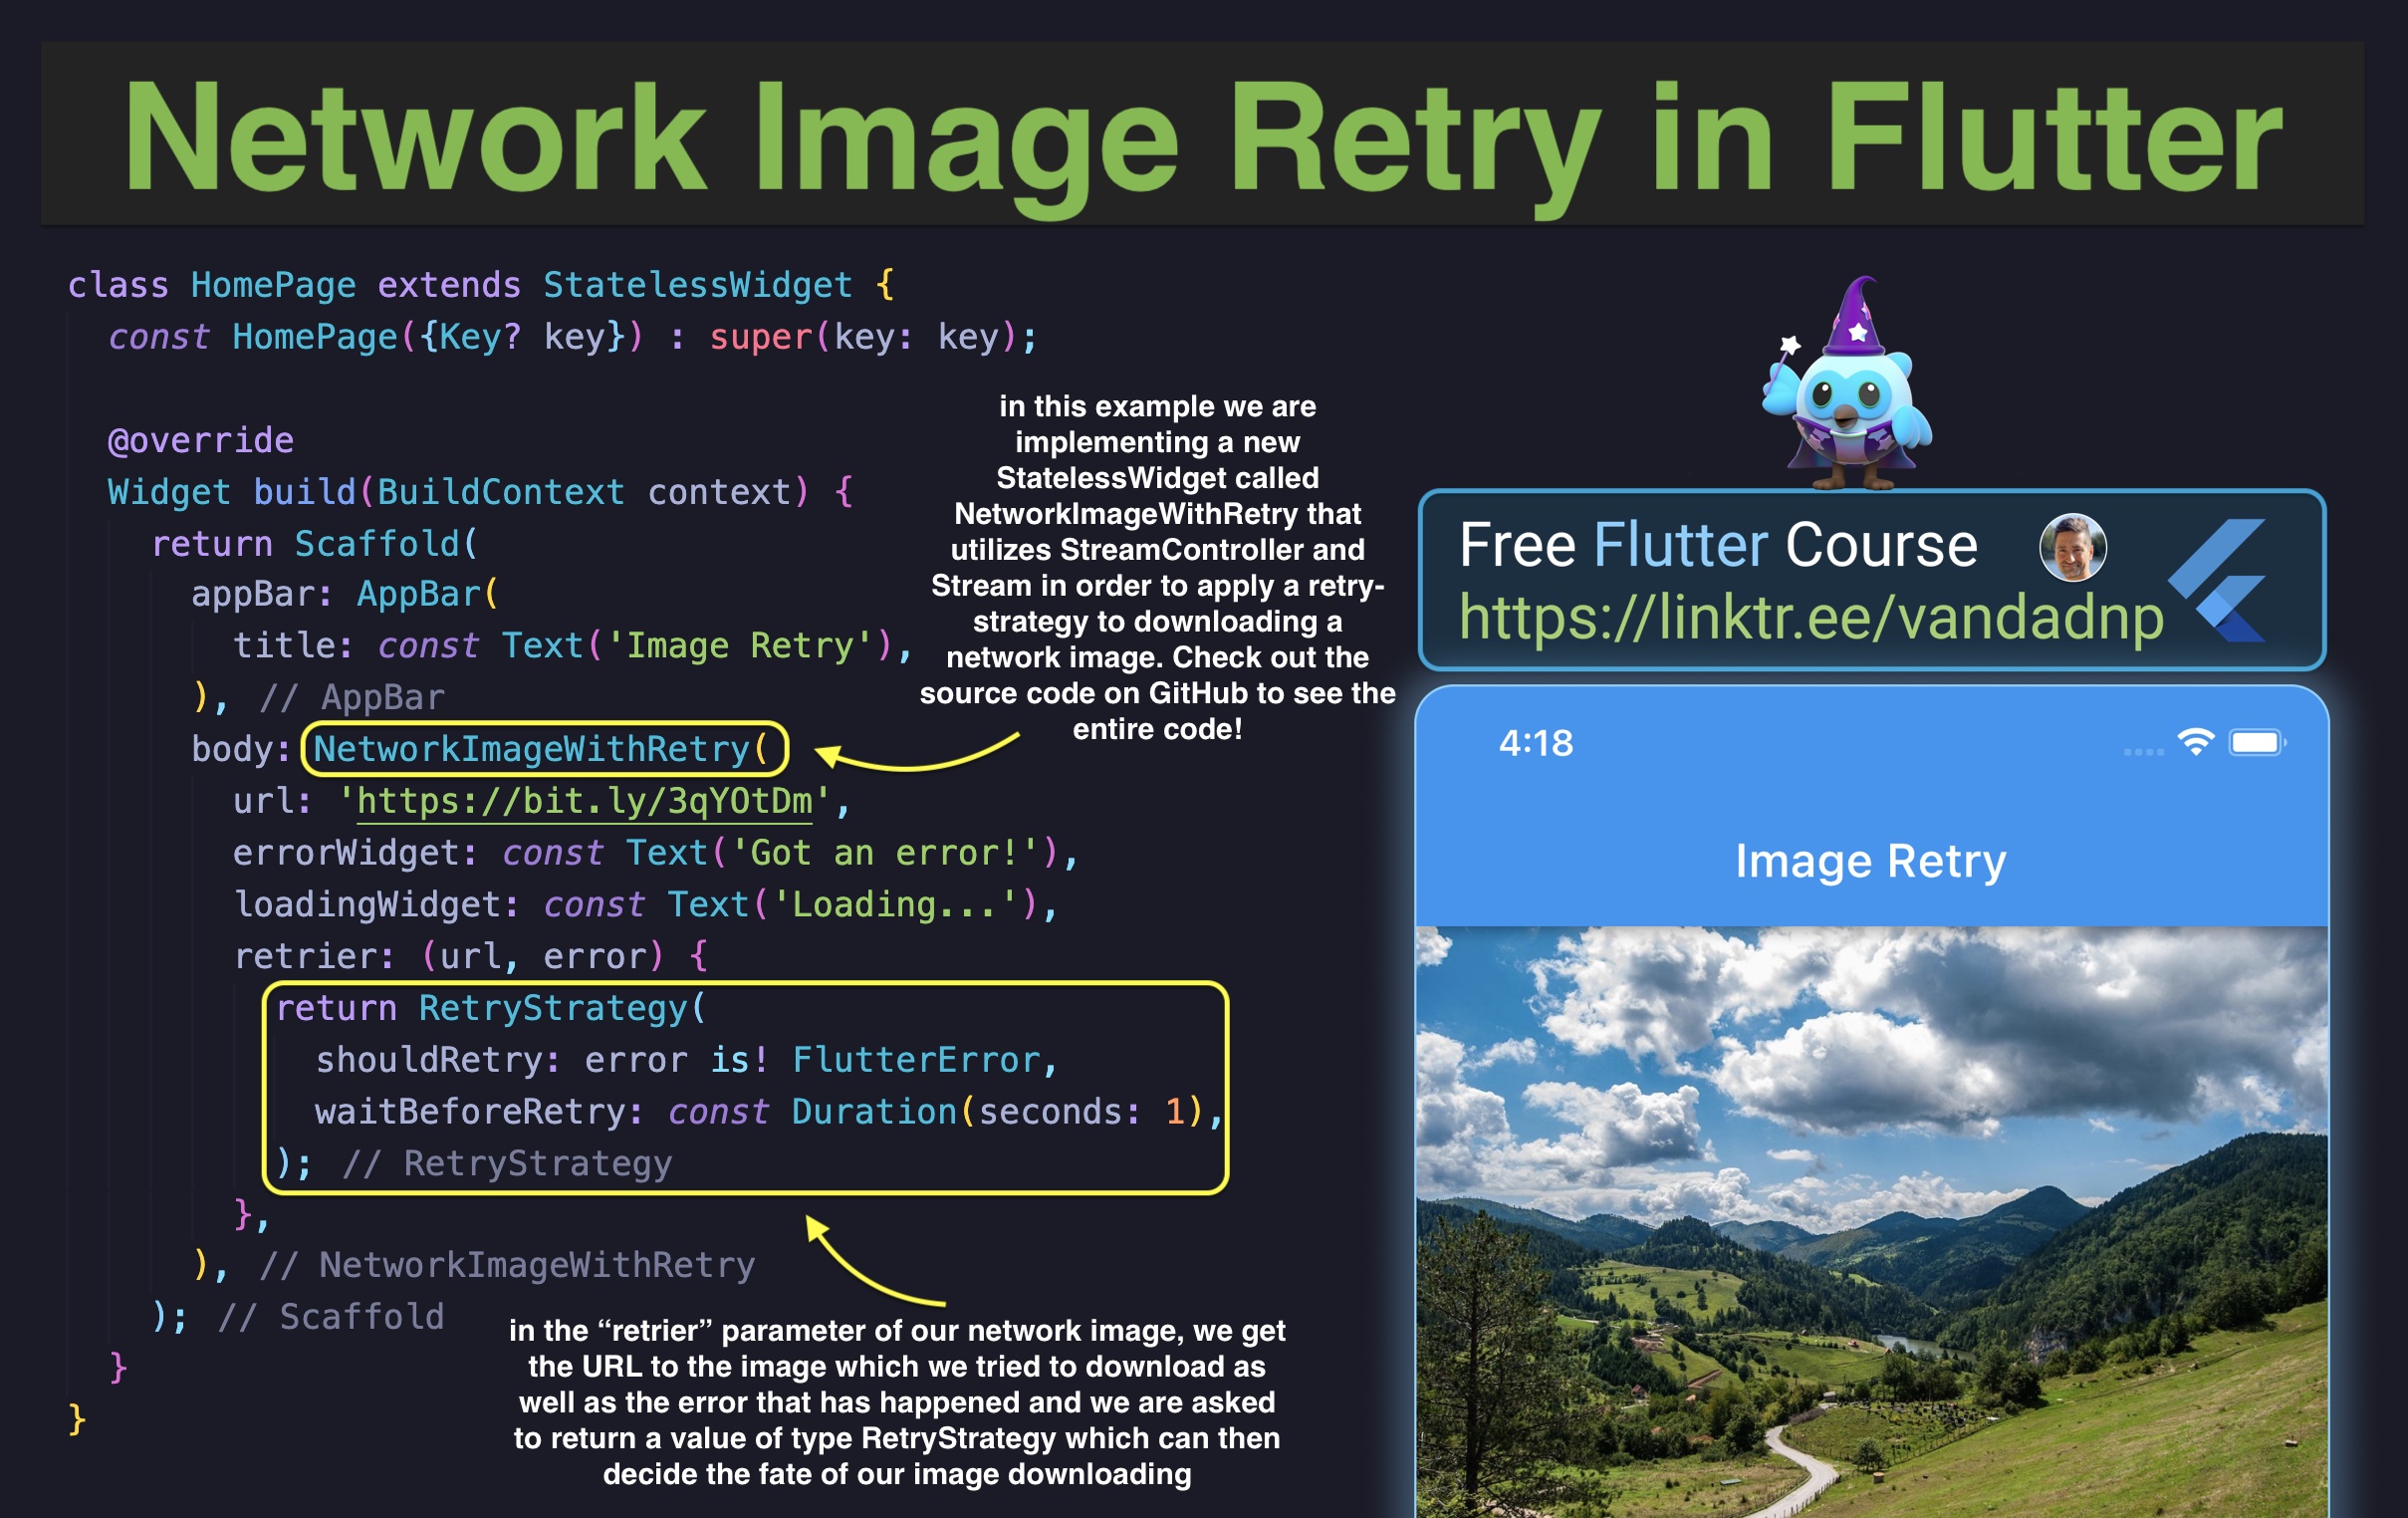 Network Image Retry in Flutter
class HomePage extends StatelessWidget {
const HomePage({Key? key}) : super(key: key);
@override
Widget build(BuildContext context) {
return Scaffold(
appBar: AppBar(
title: const Text('Image Retry'),
), // AppBar
body: NetworkImageWithRetry(
url: 'https://bit.ly/3qYOtDm',
errorWidget: const Text('Got an error!'),
loadingWidget: const Text('Loading...'),
retrier: (url, error) {
return RetryStrategy(
shouldRetry: error is! FlutterError,
waitBeforeRetry: const Duration(seconds: 1),
); // RetryStrategy
},
), // NetworkImageWithRetry
); // Scaffold
}
}
in this example we are
implementing a new
StatelessWidget called
NetworkImageWithRetry that
utilizes StreamController and
Stream in order to apply a retry-
strategy to downloading a
network image. Check out the
source code on GitHub to see the
entire code!
in the “retrier” parameter of our network image, we get
the URL to the image which we tried to download as
well as the error that has happened and we are asked
to return a value of type RetryStrategy which can then
decide the fate of our image downloading
Free Flutter Course
https://linktr.ee/vandadnp
4:18
Image Retry